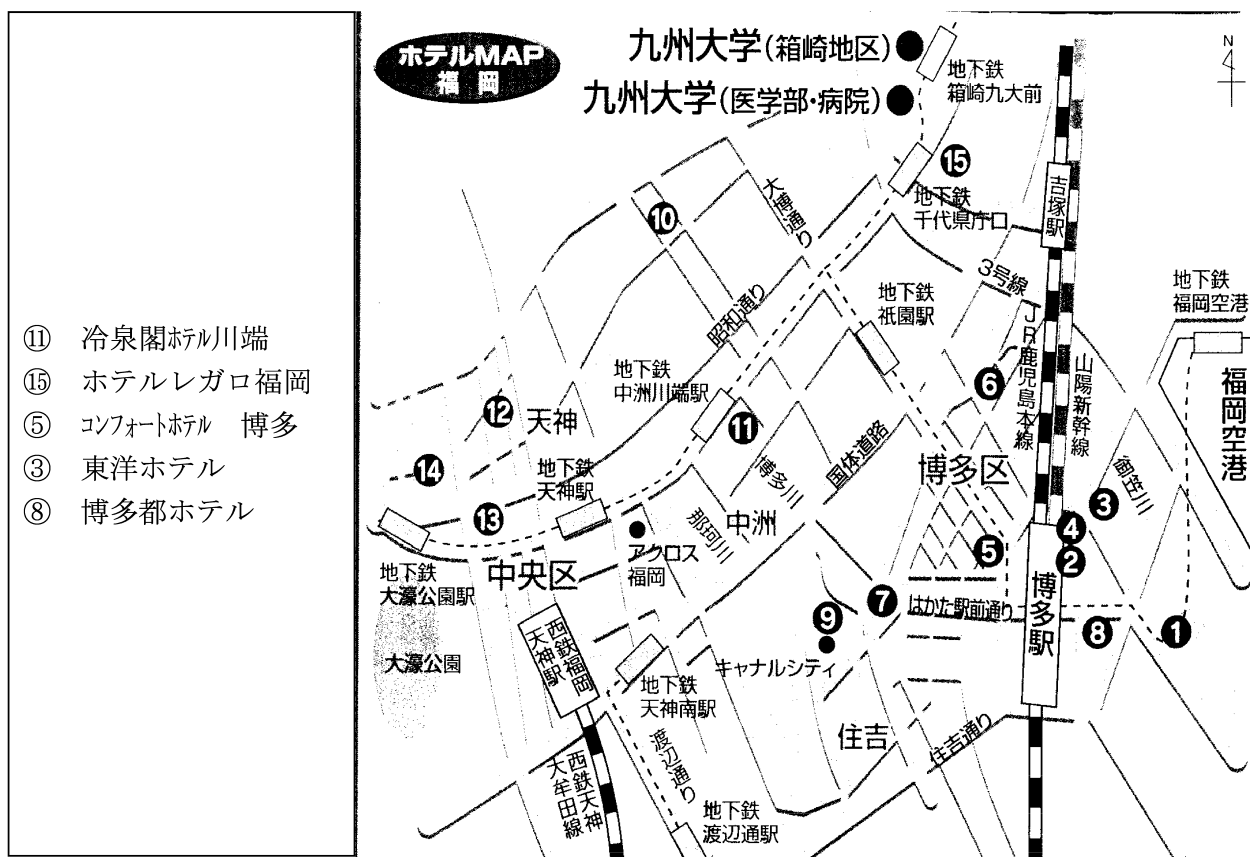 ⑪ 冷泉閣ホテル川端
⑮ ホテルレガロ福岡
⑤ コンフォートホテル 博多
③ 東洋ホテル
⑧ 博多都ホテル
ホテルMAP
福岡
九州大学(箱崎地区)
九州大学(医学部・病院)
地下鉄
箱崎九大前
N
⑮
地下鉄
千代県庁口
吉塚駅
大博通り
⑩
3号線
地下鉄
福岡空港
地下鉄
祇園駅
昭和通り
JR鹿児島本線
山陽新幹線
福岡空港
地下鉄
中洲川端駅
⑥
⑫
天神
⑪
⑭
地下鉄
天神駅
博多川
国体道路
博多区
御笠川
③
⑬
那珂川
中洲
④
アクロス
福岡
⑤
②
中央区
地下鉄
大濠公園駅
⑦
はかた駅前通り
博多駅
⑨
⑧
①
大濠公園
西鉄福岡
天神駅
キャナルシティ
地下鉄
天神南駅
住吉
住吉通り
渡辺通り
西鉄天神
大牟田線
地下鉄
渡辺通駅